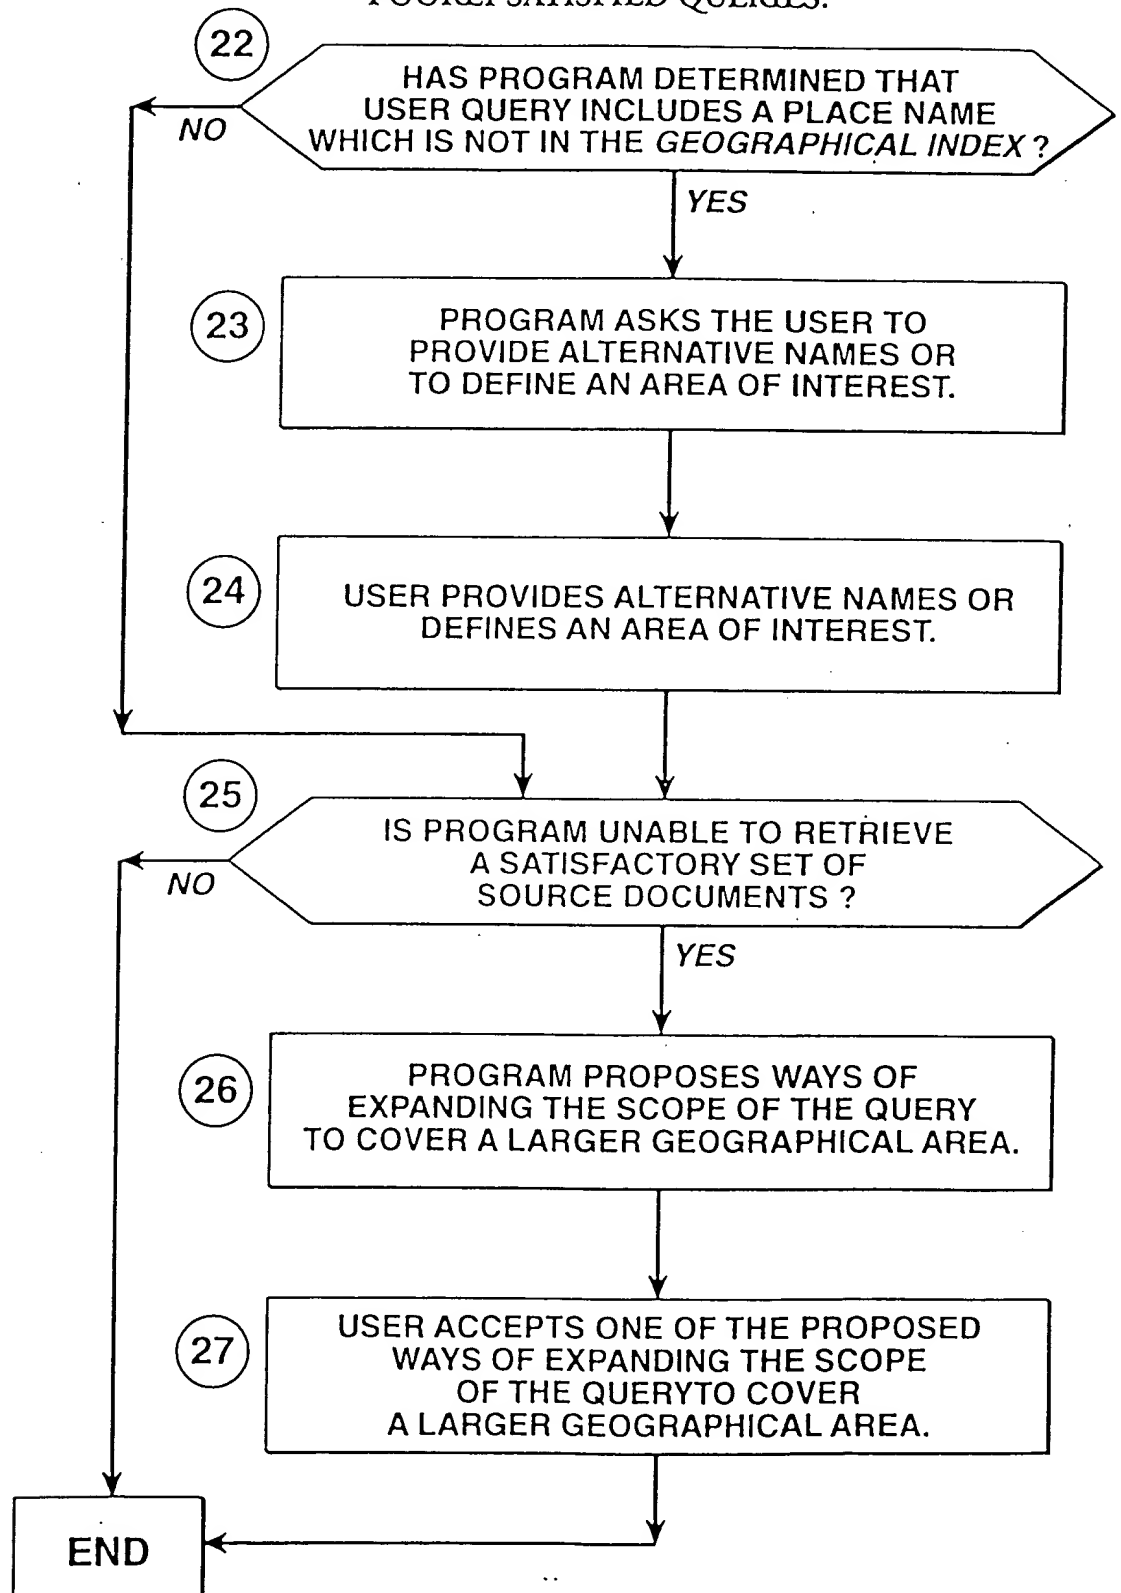 POORLY SATISFIED QUERIES.
22
HAS PROGRAM DETERMINED THAT
USER QUERY INCLUDES A PLACE NAME
WHICH IS NOT IN THE GEOGRAPHICAL INDEX ?
NO
YES
23
PROGRAM ASKS THE USER TO
PROVIDE ALTERNATIVE NAMES OR
TO DEFINE AN AREA OF INTEREST.
24
USER PROVIDES ALTERNATIVE NAMES OR
DEFINES AN AREA OF INTEREST.
25
IS PROGRAM UNABLE TO RETRIEVE
A SATISFACTORY SET OF
SOURCE DOCUMENTS ?
NO
YES
26
PROGRAM PROPOSES WAYS OF
EXPANDING THE SCOPE OF THE QUERY
TO COVER A LARGER GEOGRAPHICAL AREA.
27
USER ACCEPTS ONE OF THE PROPOSED
WAYS OF EXPANDING THE SCOPE
OF THE QUERYTO COVER
A LARGER GEOGRAPHICAL AREA.
END